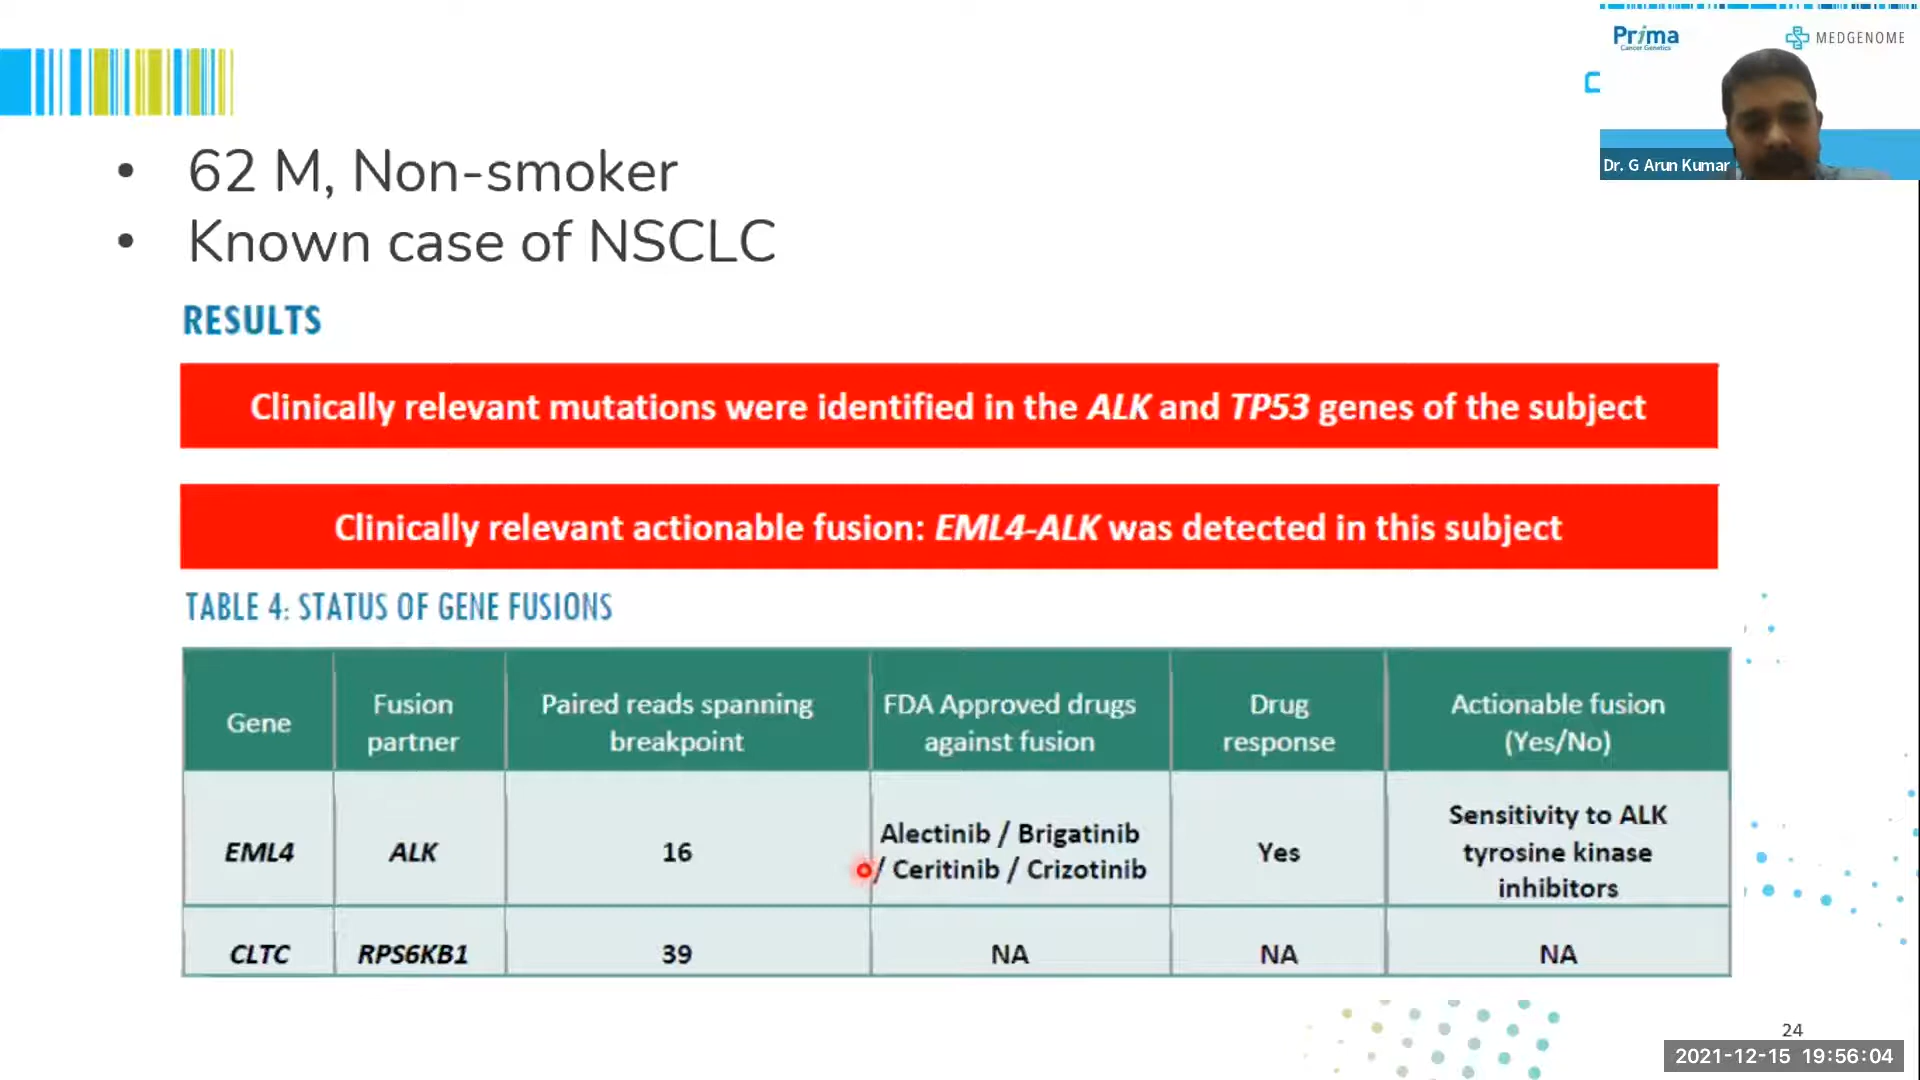 Prima
Cancer Genetics
MEDGENOME
Dr. G Arun Kumar
• 62 M, Non-smoker
• Known case of NSCLC
RESULTS
Clinically relevant mutations were identified in the ALK and TP53 genes of the subject
Clinically relevant actionable fusion: EML4-ALK was detected in this subject
TABLE 4: STATUS OF GENE FUSIONS
Gene
Fusion
partner
Paired reads spanning
breakpoint
FDA Approved drugs
against fusion
Drug
response
Actionable fusion
(Yes/No)
EML4
ALK
16
Alectinib / Brigatinib
/ Ceritinib / Crizotinib
Yes
Sensitivity to ALK
tyrosine kinase
inhibitors
CLTC
RPS6KB1
39
NA
NA
NA
24
2021-12-15 19:56:04